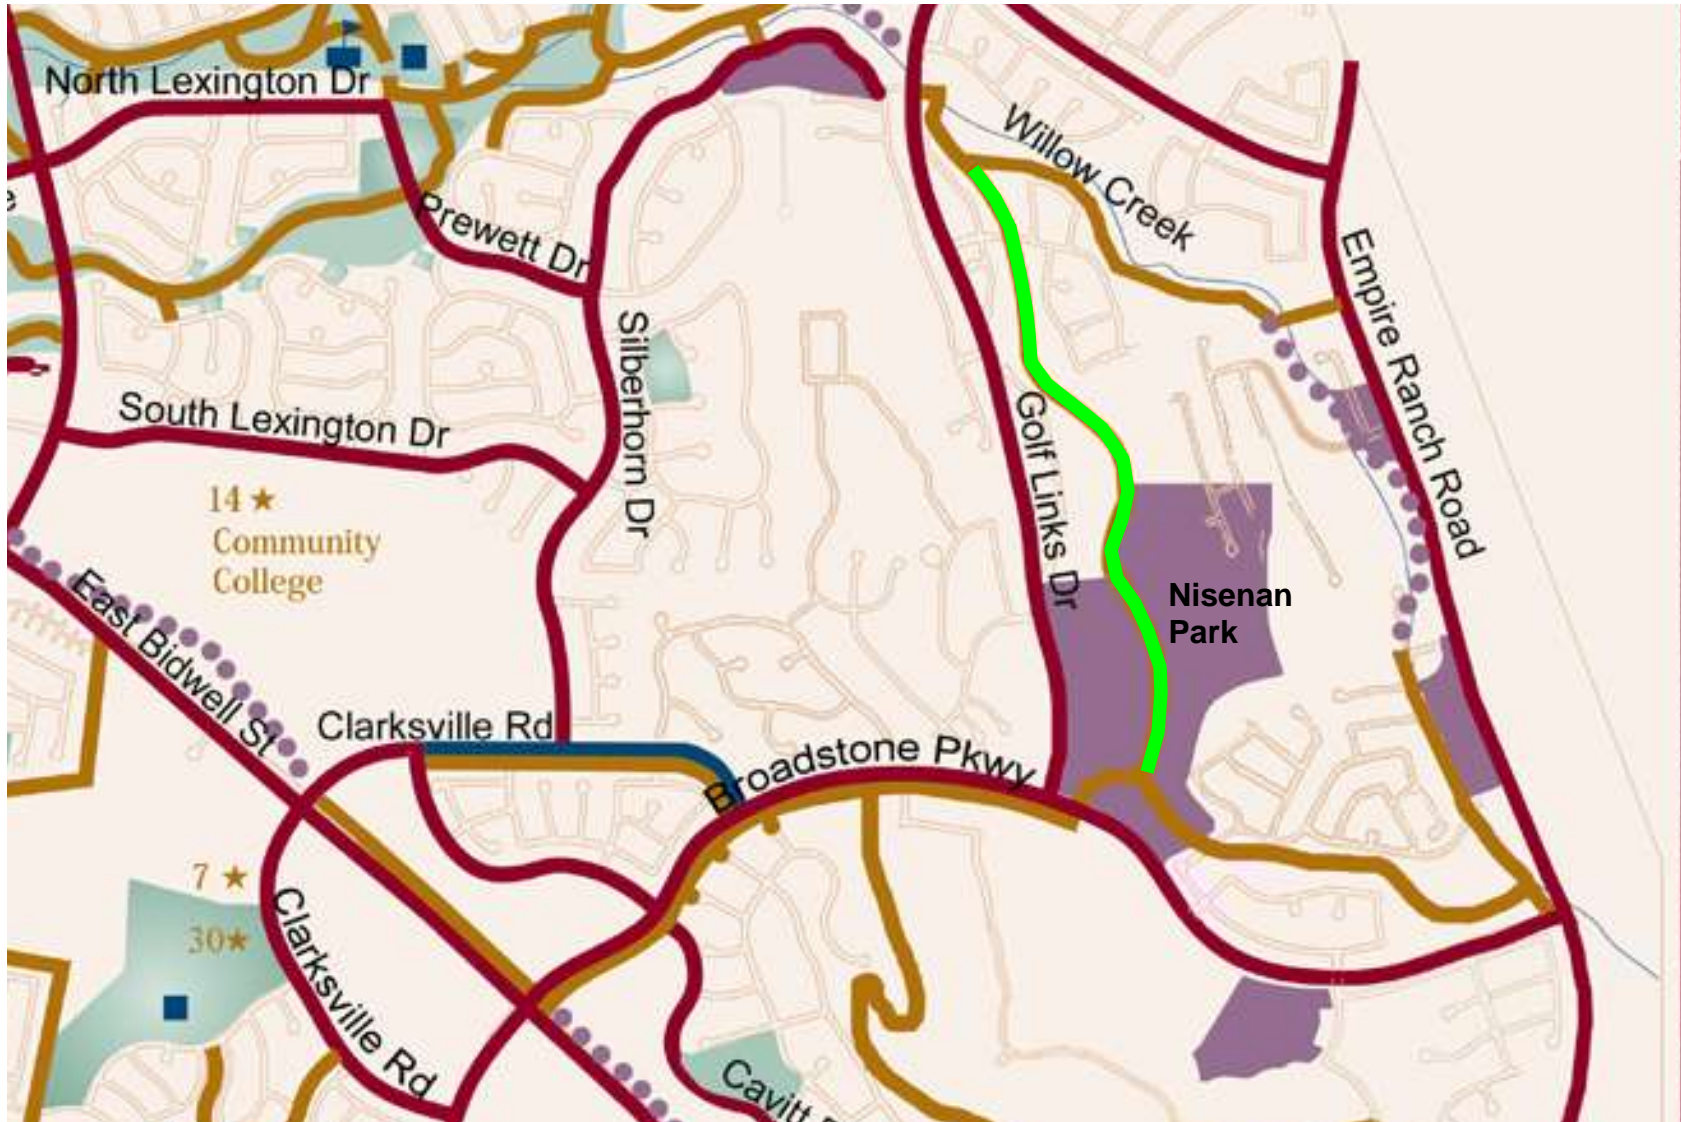 North Lexington Dr
Willow Creek
Prewett Dr
Empire Ranch Road
Silberhorn Dr
South Lexington Dr
Golf Links Dr
14 ★
Community
College
East Bidwell St
Nisenan
Park
Clarksville Rd
Broadstone Pkwy
7 ★
30★
Clarksville Rd
Cavitt